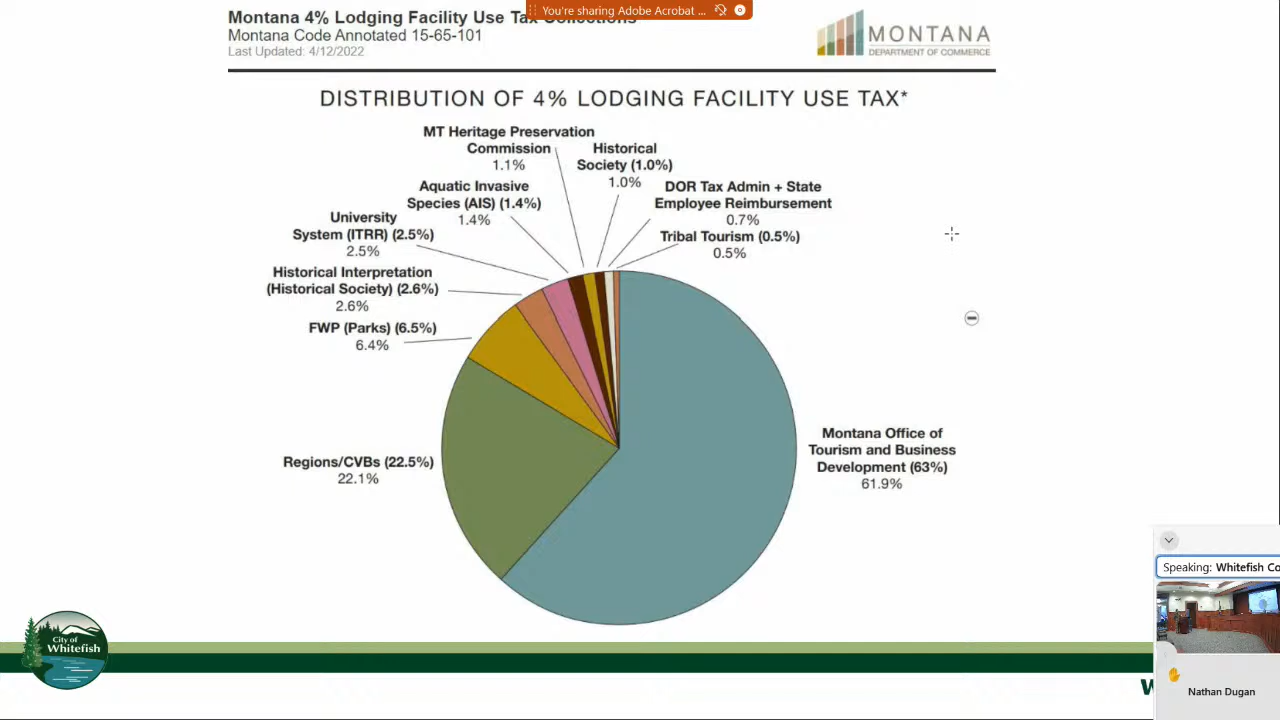 You're sharing Adobe Acrobat ...
Montana 4% Lodging Facility Use Tax Collections
Montana Code Annotated 15-65-101
Last Updated: 4/12/2022
MONTANA
DEPARTMENT OF COMMERCE
DISTRIBUTION OF 4% LODGING FACILITY USE TAX*
MT Heritage Preservation
Commission
1.1%
Historical
Society (1.0%)
1.0%
Aquatic Invasive
Species (AIS) (1.4%)
1.4%
DOR Tax Admin + State
Employee Reimbursement
0.7%
University
System (ITRR) (2.5%)
2.5%
Tribal Tourism (0.5%)
0.5%
Historical Interpretation
(Historical Society) (2.6%)
2.6%
FWP (Parks) (6.5%)
6.4%
Regions/CVBs (22.5%)
22.1%
Montana Office of
Tourism and Business
Development (63%)
61.9%
Speaking: Whitefish Co
City of
Whitefish
Nathan Dugan